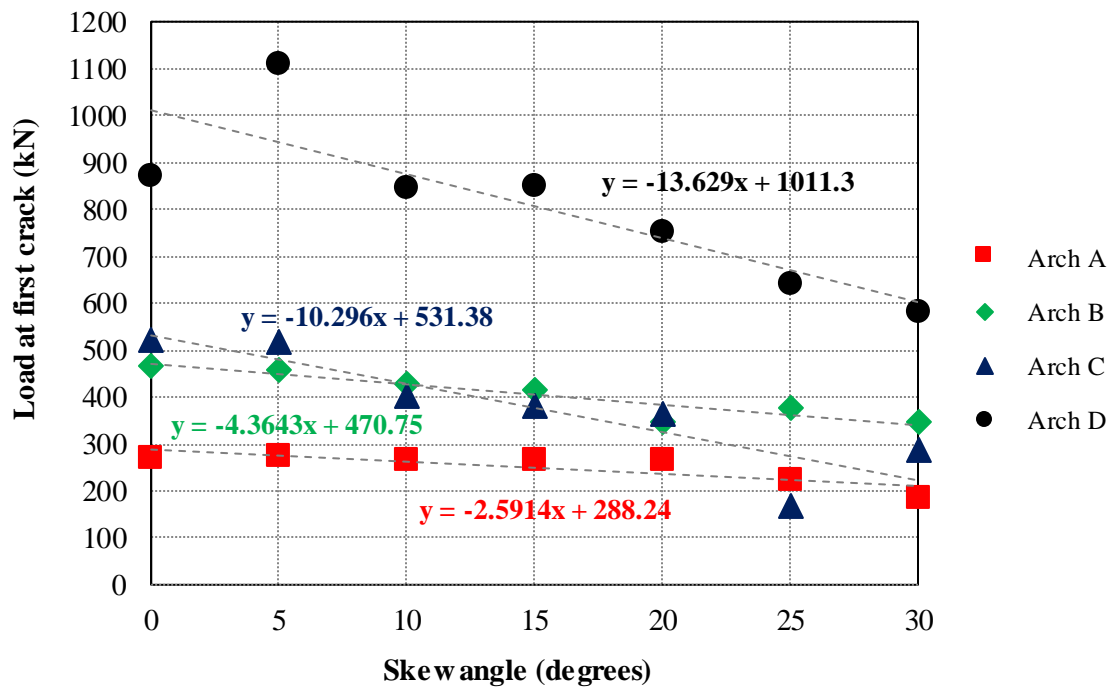 1200
1100
1000
900
800
700
600
500
400
300
200
100
0
Load at first crack (kN)
y = -13.629x + 1011.3
y = -10.296x + 531.38
y = -4.3643x + 470.75
y = -2.5914x + 288.24
0 5 10 15 20 25 30
Skew angle (degrees)
Arch A
Arch B
Arch C
Arch D